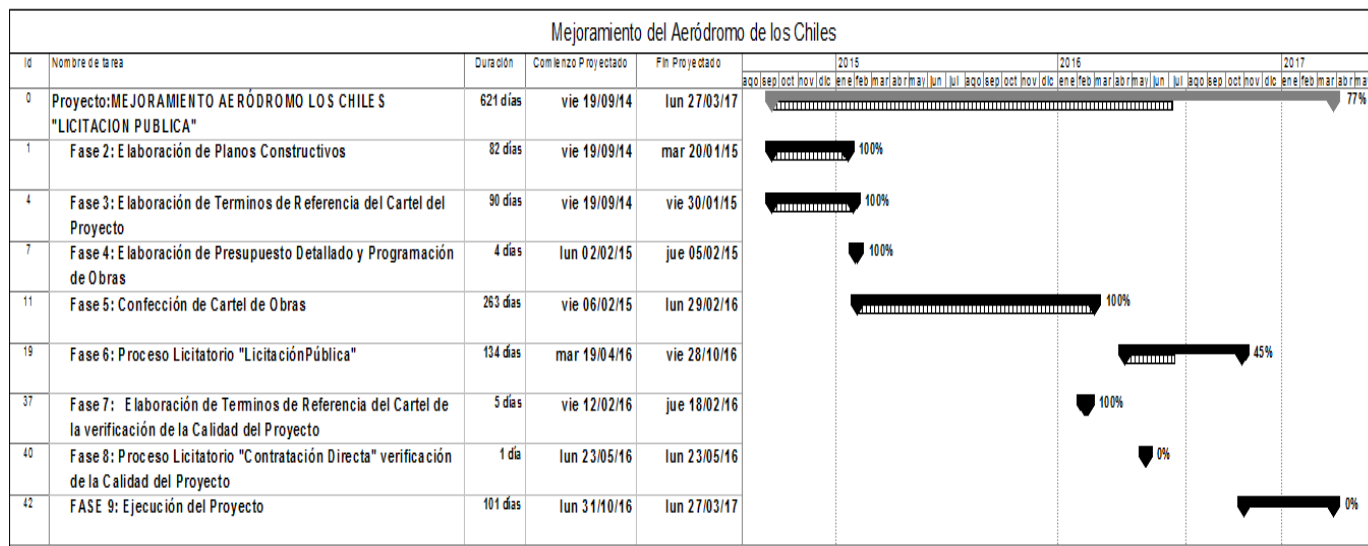 Mejoramiento del Aeródromo de los Chiles
Id Nombre de tarea Duración Comienzo Proyectado Fin Proyectado 2015 2016 2017
ago sep oct nov dic ene feb mar abr may jun jul ago sep oct nov dic ene feb mar abr may jun jul ago sep oct nov dic ene feb mar abr ma
0 Proyecto:MEJORAMIENTO AERÓDROMO LOS CHILES 621 días vie 19/09/14 lun 27/03/17 77%
"LICITACION PUBLICA"
1 Fase 2: Elaboración de Planos Constructivos 82 días vie 19/09/14 mar 20/01/15 100%
4 Fase 3: Elaboración de Terminos de Referencia del Cartel del 90 días vie 19/09/14 vie 30/01/15 100%
Proyecto
7 Fase 4: Elaboración de Presupuesto Detallado y Programación 4 días lun 02/02/15 jue 05/02/15 100%
de Obras
11 Fase 5: Confección de Cartel de Obras 263 días vie 06/02/15 lun 29/02/16 100%
19 Fase 6: Proceso Licitatorio "LicitaciónPública" 134 días mar 19/04/16 vie 28/10/16 45%
37 Fase 7: Elaboración de Terminos de Referencia del Cartel de 5 días vie 12/02/16 jue 18/02/16 100%
la verificación de la Calidad del Proyecto
40 Fase 8: Proceso Licitatorio "Contratación Directa" verificación 1 día lun 23/05/16 lun 23/05/16 0%
de la Calidad del Proyecto
42 FASE 9: Ejecución del Proyecto 101 días lun 31/10/16 lun 27/03/17 0%